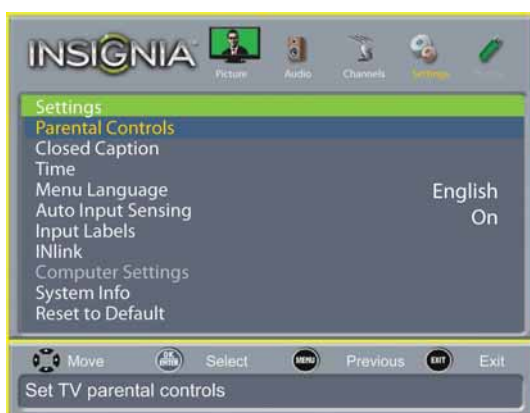 INSIGNIA
Picture Audio Channels Settings
Settings
Parental Controls
Closed Caption
Time
Menu Language English
Auto Input Sensing On
Input Labels
INlink
Computer Settings
System Info
Reset to Default
Move OK ENTER Select MENU Previous EXIT Exit
Set TV parental controls